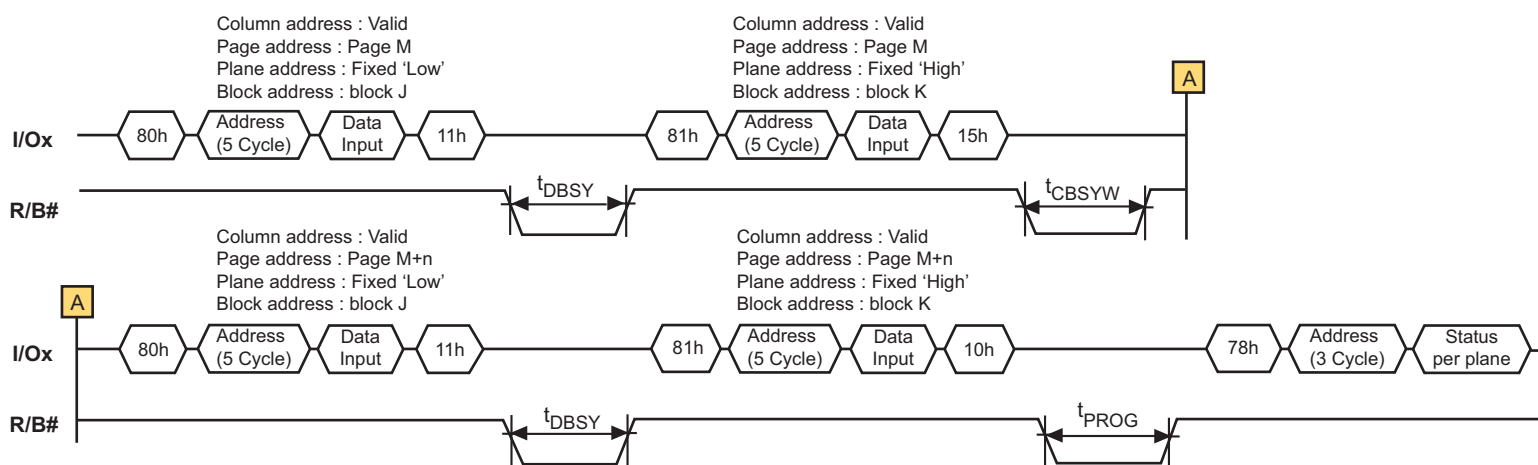 Column address : Valid
Page address : Page M
Plane address : Fixed ‘Low’
Block address : block J
Column address : Valid
Page address : Page M
Plane address : Fixed ‘High’
Block address : block K
A
I/Ox
80h
Address
(5 Cycle)
Data
Input
11h
81h
Address
(5 Cycle)
Data
Input
15h
R/B#
tDBSY
tCBSYW
Column address : Valid
Page address : Page M+n
Plane address : Fixed ‘Low’
Block address : block J
Column address : Valid
Page address : Page M+n
Plane address : Fixed ‘High’
Block address : block K
A
I/Ox
80h
Address
(5 Cycle)
Data
Input
11h
81h
Address
(5 Cycle)
Data
Input
10h
78h
Address
(3 Cycle)
Status
per plane
R/B#
tDBSY
tPROG